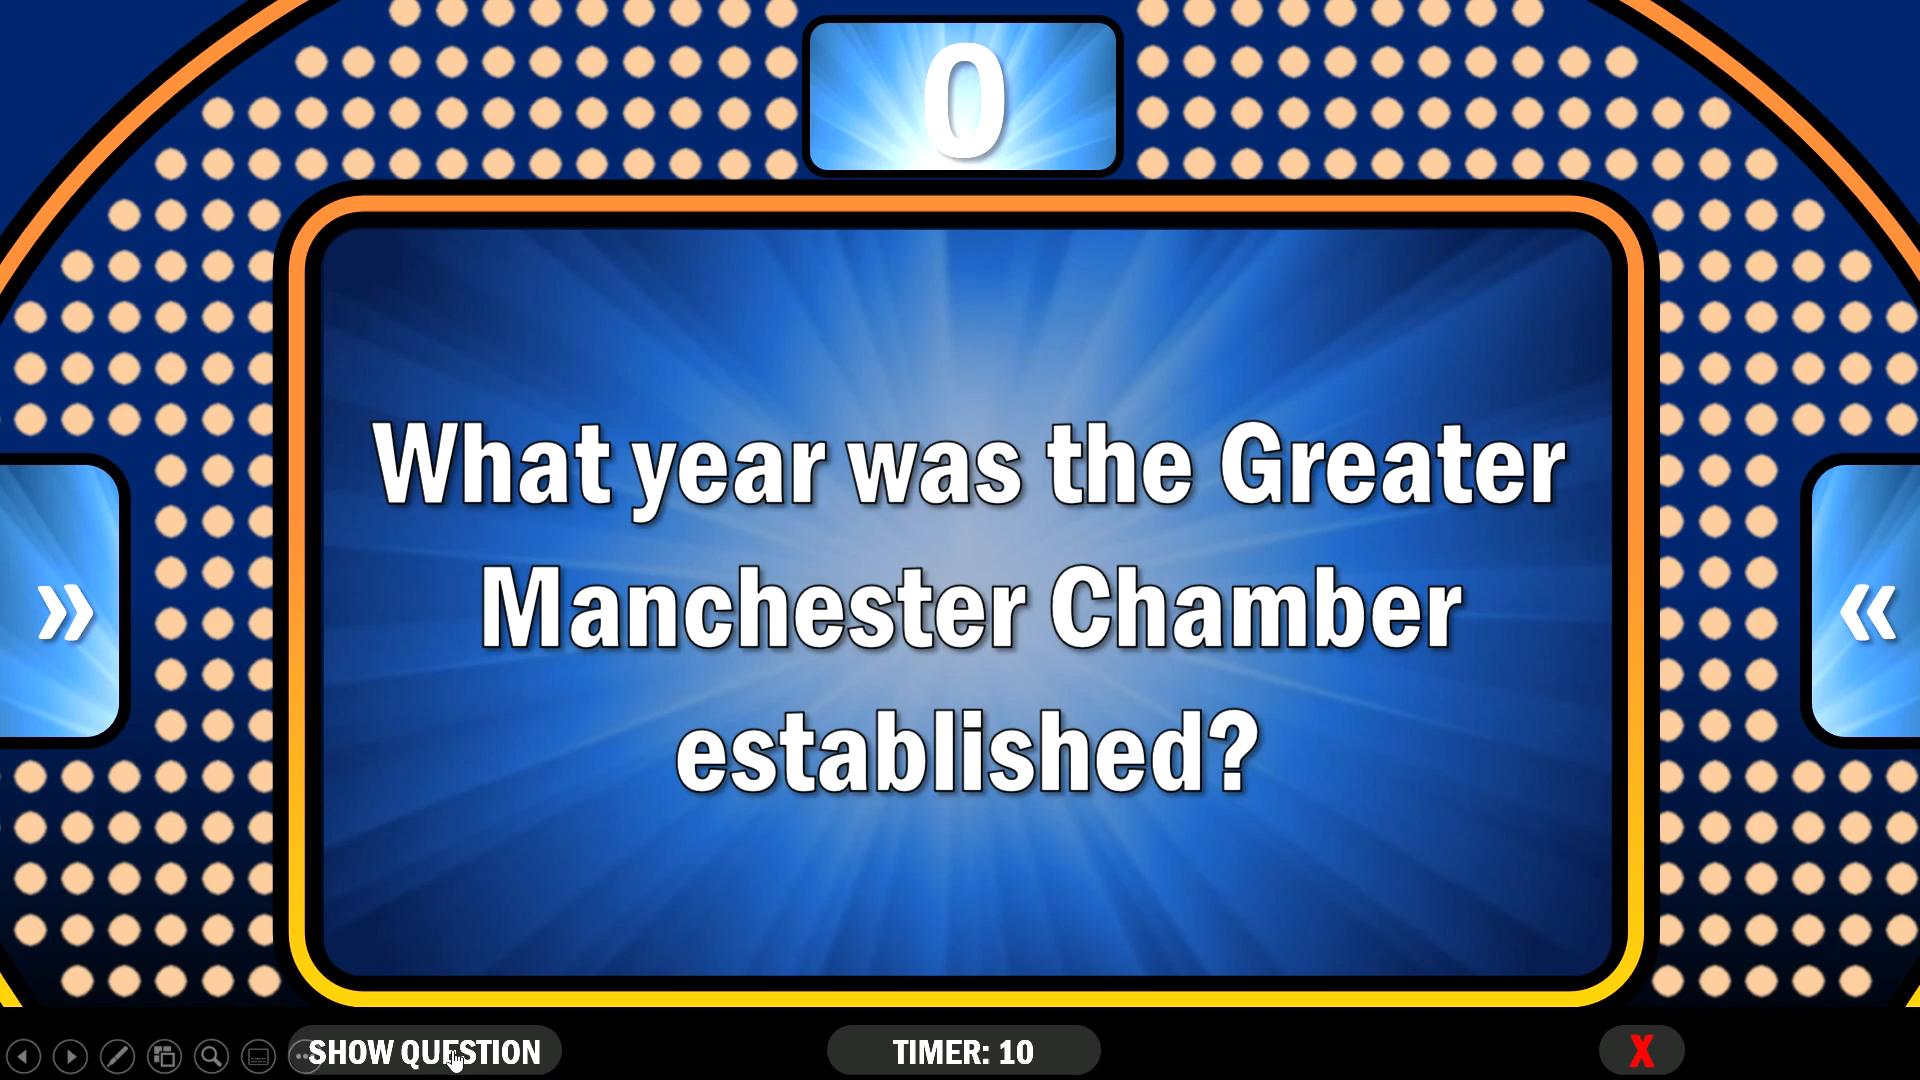 0
What year was the Greater
Manchester Chamber
established?
»
«
SHOW QUESTION
TIMER: 10
X